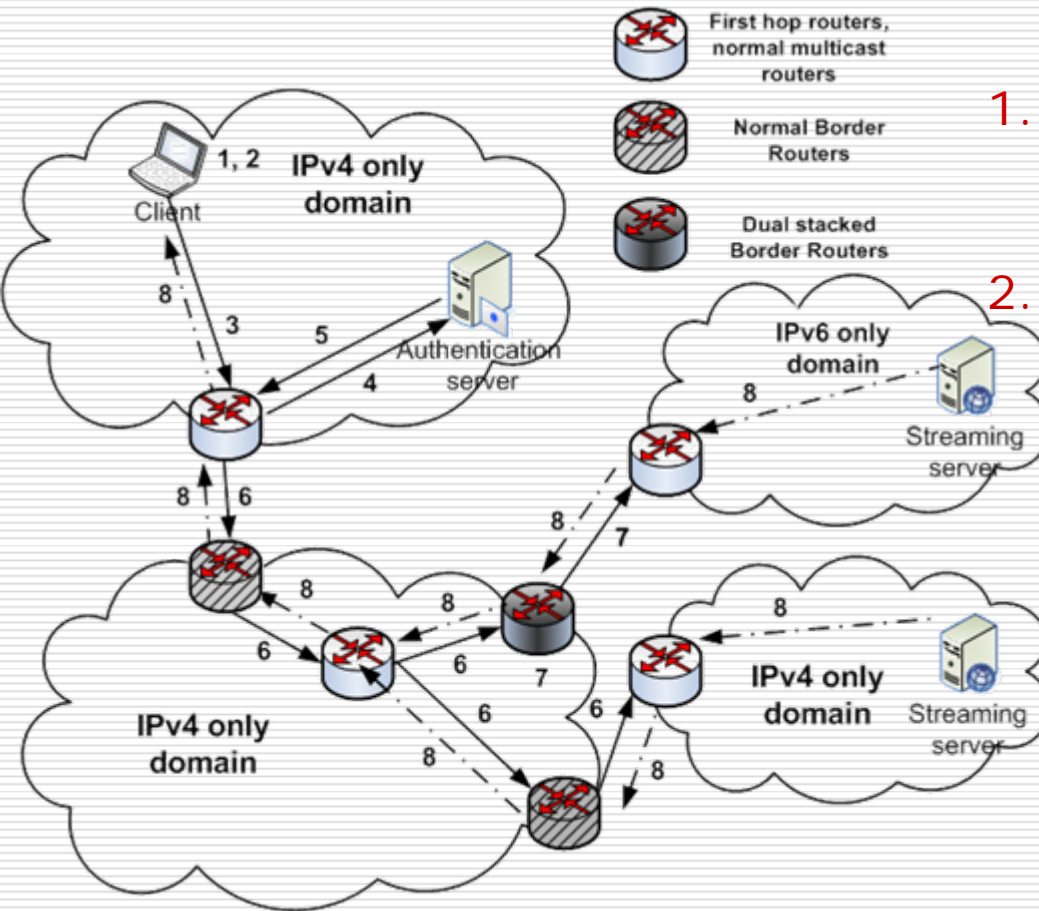 First hop routers,
normal multicast
routers
1.
Normal Border
Routers
Dual stacked
Border Routers
2.
1, 2
IPv4 only
domain
Client
8
3
5
4
Authentication
server
IPv6 only
domain
8
Streaming
server
8
6
8
7
8
6
8
6
7
8
6
6
8
8
IPv4 only
domain
Streaming
server
IPv4 only
domain